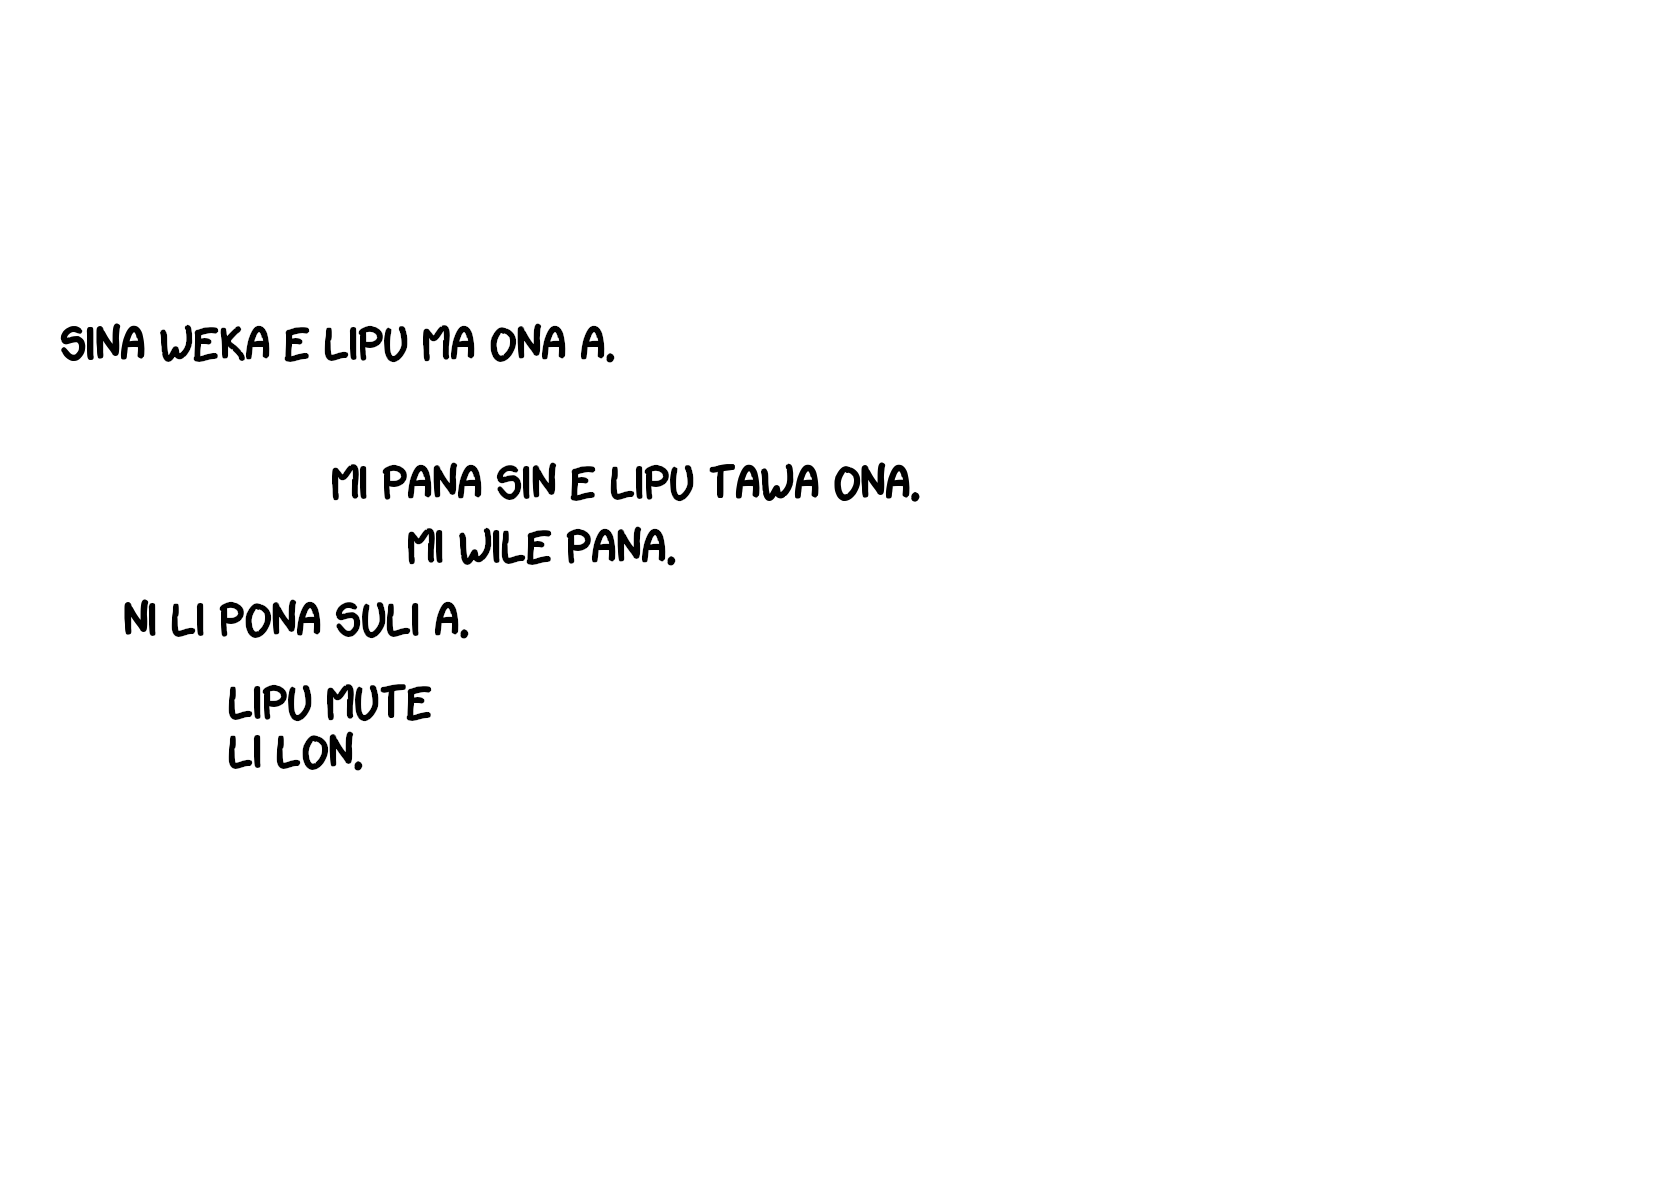 SINA WEKA E LIPU MA ONA A.
MI PANA SIN E LIPU TAWA ONA.
MI WILE PANA.
NI LI PONA SULI A.
LIPU MUTE
LI LON.